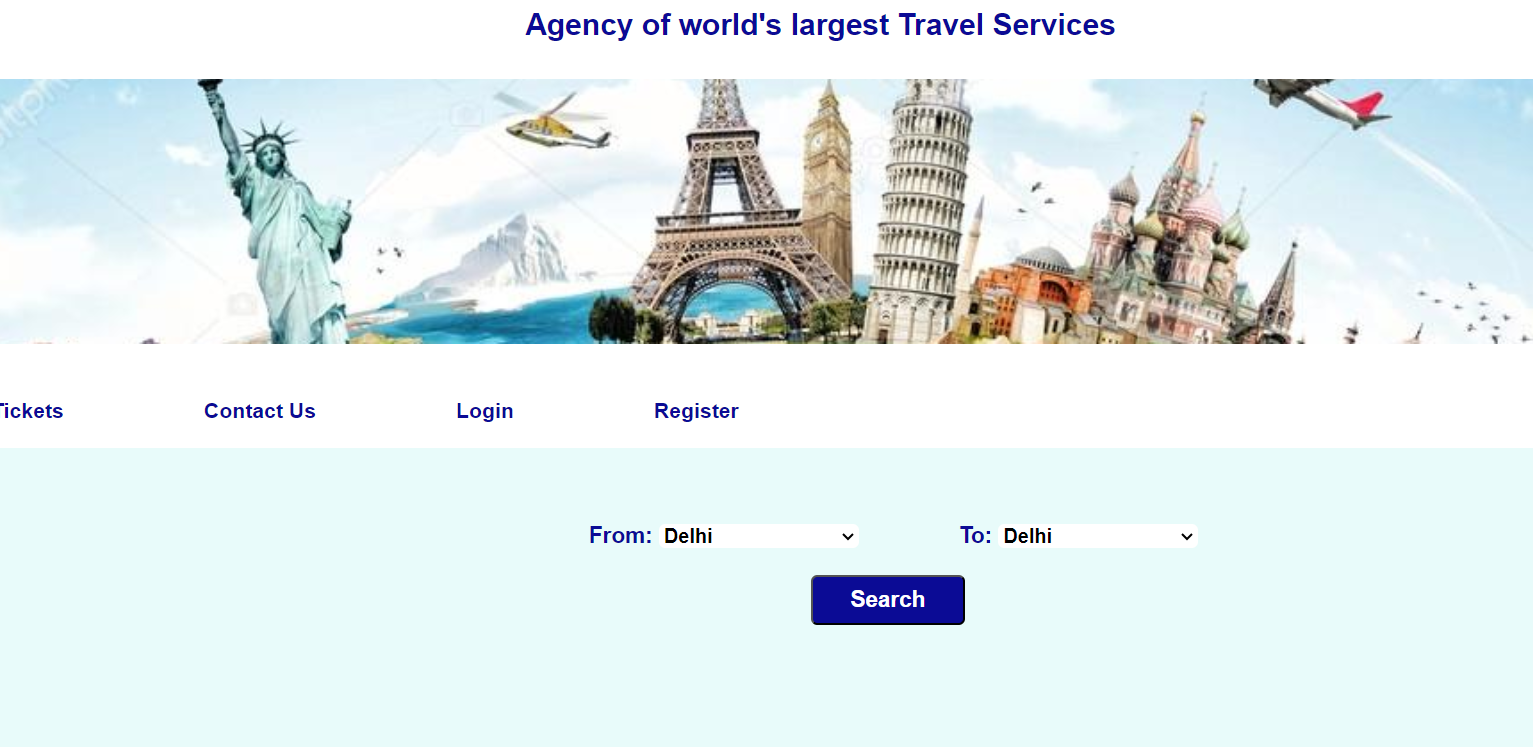 Agency of world's largest Travel Services
Tickets Contact Us Login Register
From: Delhi To: Delhi
Search